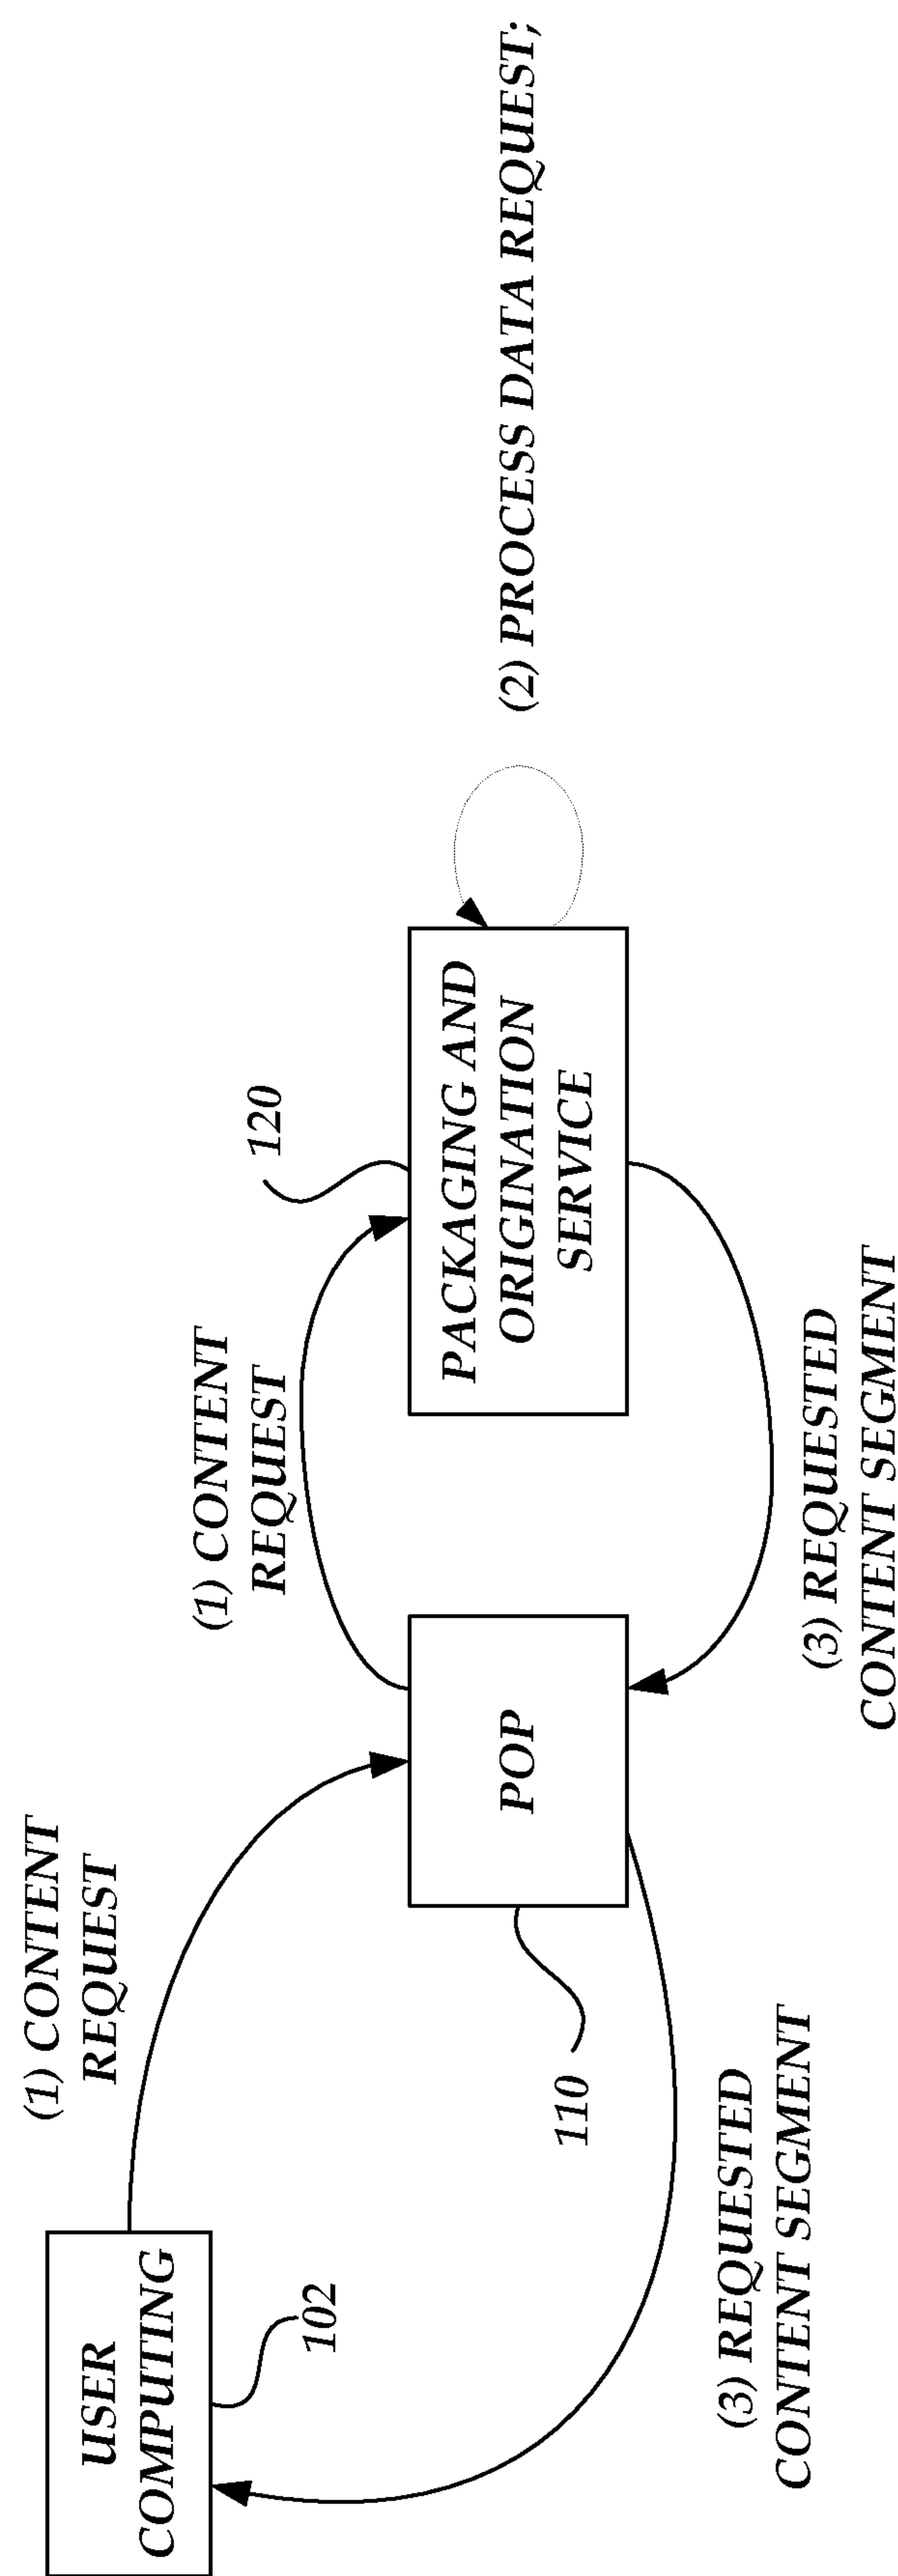 (1) CONTENT
REQUEST
(1) CONTENT
REQUEST
USER
COMPUTING
102
120
110
POP
PACKAGING AND
ORIGINATION
SERVICE
(2) PROCESS DATA REQUEST;
(3) REQUESTED
CONTENT SEGMENT
(3) REQUESTED
CONTENT SEGMENT